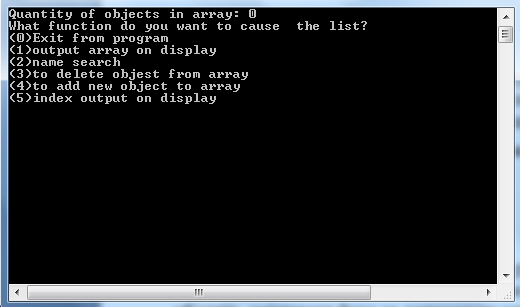 Quantity of objects in array: 0
What function do you want to cause  the list?
(0)Exit from program
(1)output array on display
(2)name search
(3)to delete objest from array
(4)to add new object to array
(5)index output on display